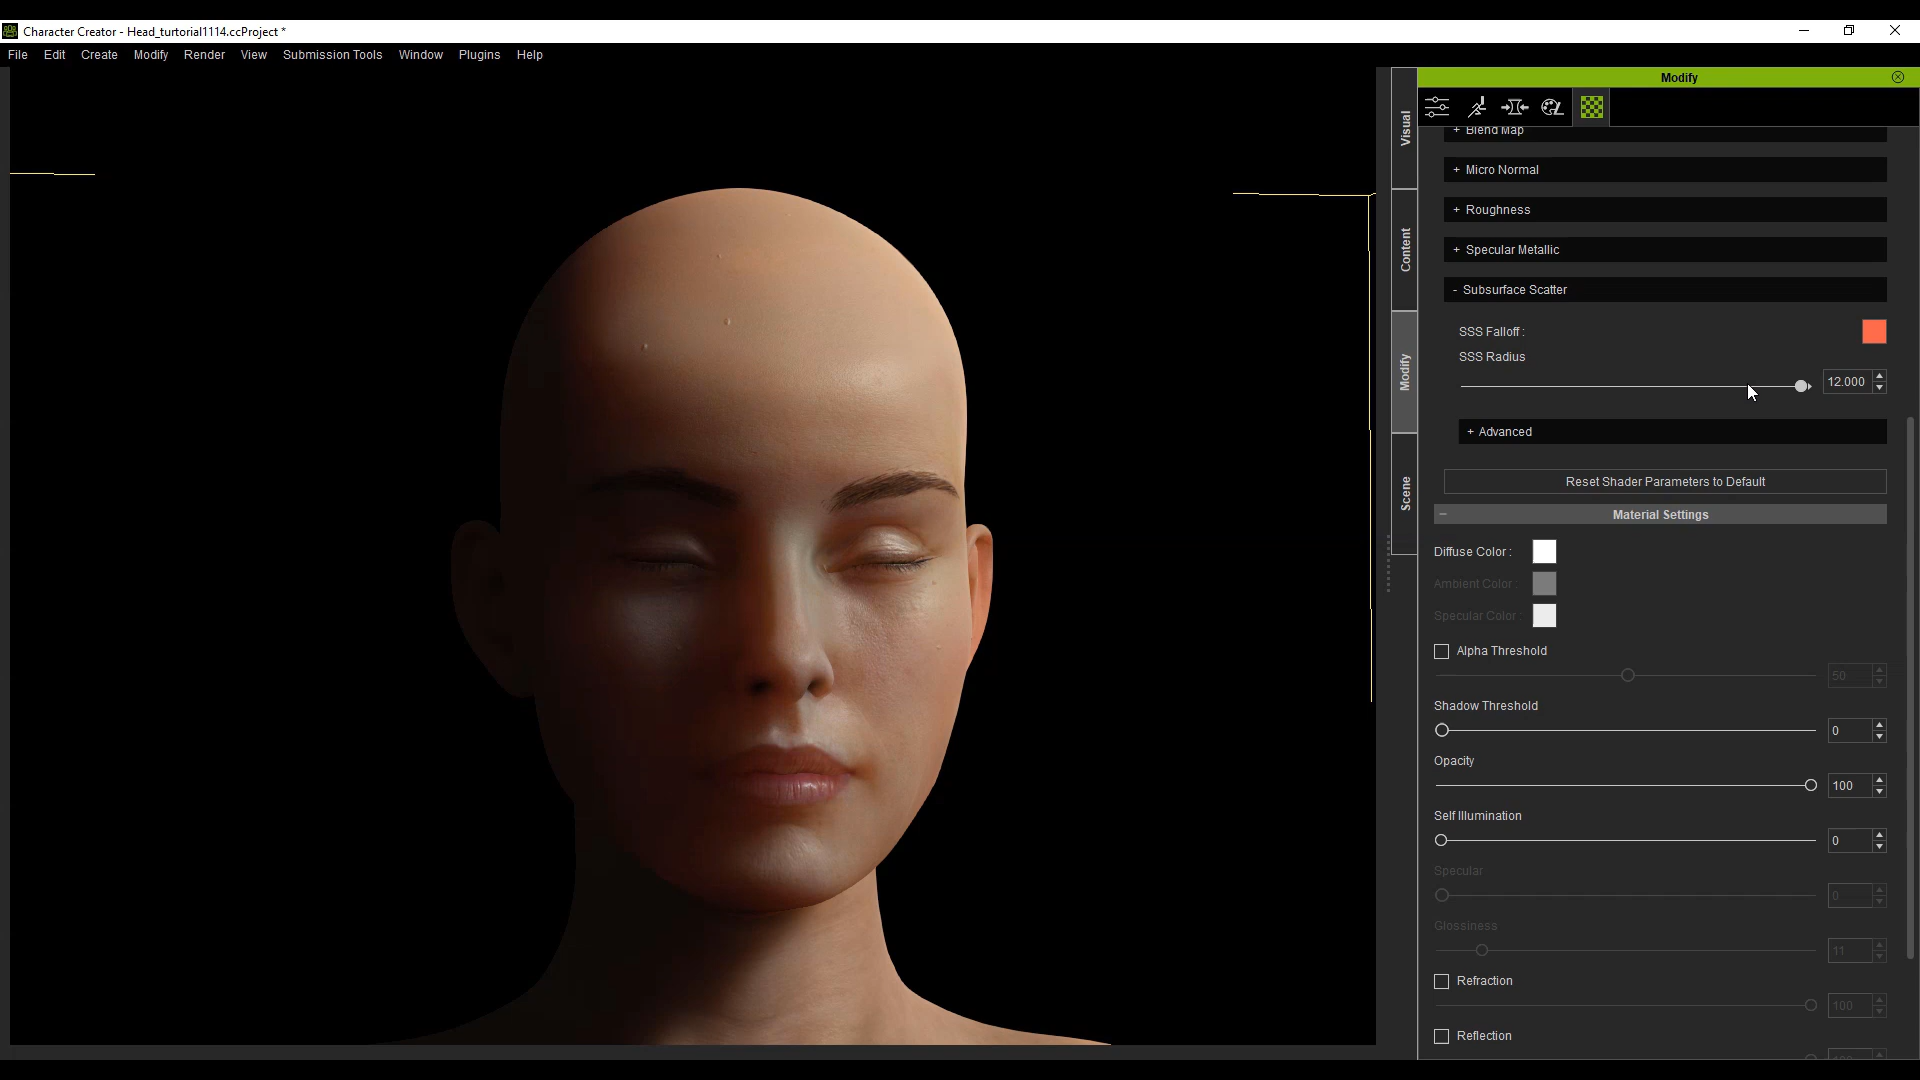 Character Creator - Head_turtorial1114.ccProject *
File Edit Create Modify Render View Submission Tools Window Plugins Help
Modify
Visual
Content
Modify
Scene
+ Blend Map
+ Micro Normal
+ Roughness
+ Specular Metallic
- Subsurface Scatter
SSS Falloff :
SSS Radius
12.000
+ Advanced
Reset Shader Parameters to Default
Material Settings
Diffuse Color :
Ambient Color :
Specular Color :
Alpha Threshold
50
Shadow Threshold
0
Opacity
100
Self Illumination
0
Specular
0
Glossiness
11
Refraction
100
Reflection
100